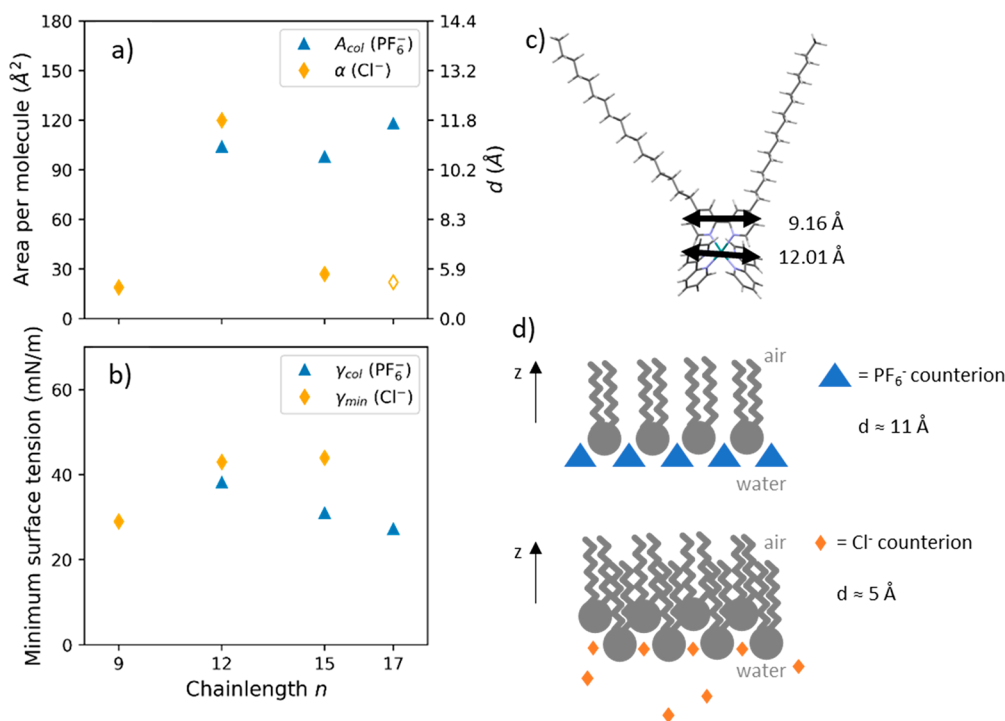 a)
A_col (PF₆⁻)
α (Cl⁻)
Area per molecule (Å²)
180
150
120
90
60
30
0
14.4
13.2
11.8
10.2
8.3
5.9
0.0
d (Å)
b)
γ_col (PF₆⁻)
γ_min (Cl⁻)
Minimum surface tension (mN/m)
60
40
20
0
9
12
15
17
Chainlength n
c)
9.16 Å
12.01 Å
d)
air
z
= PF₆⁻ counterion
d ≈ 11 Å
water
air
z
= Cl⁻ counterion
d ≈ 5 Å
water